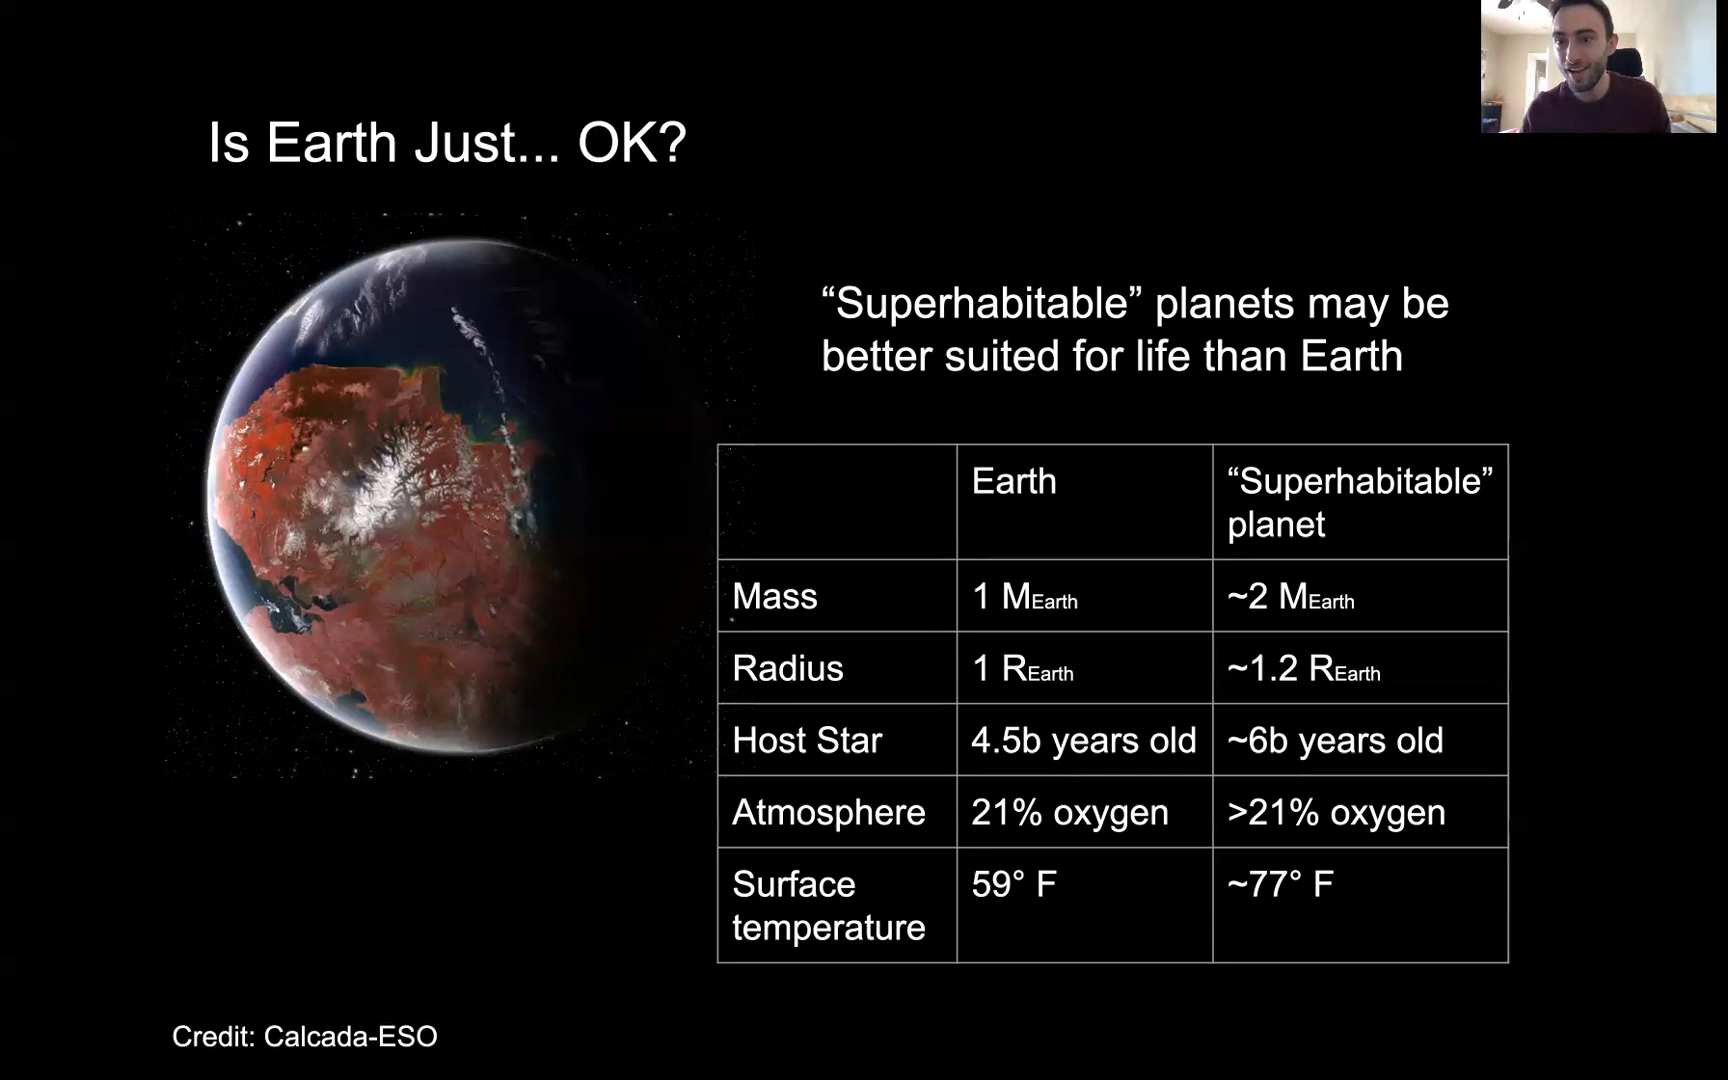 Is Earth Just... OK?
“Superhabitable” planets may be
better suited for life than Earth
Earth
“Superhabitable”
planet
Mass
1 MEarth
~2 MEarth
Radius
1 REarth
~1.2 REarth
Host Star
4.5b years old
~6b years old
Atmosphere
21% oxygen
>21% oxygen
Surface
temperature
59° F
~77° F
Credit: Calcada-ESO